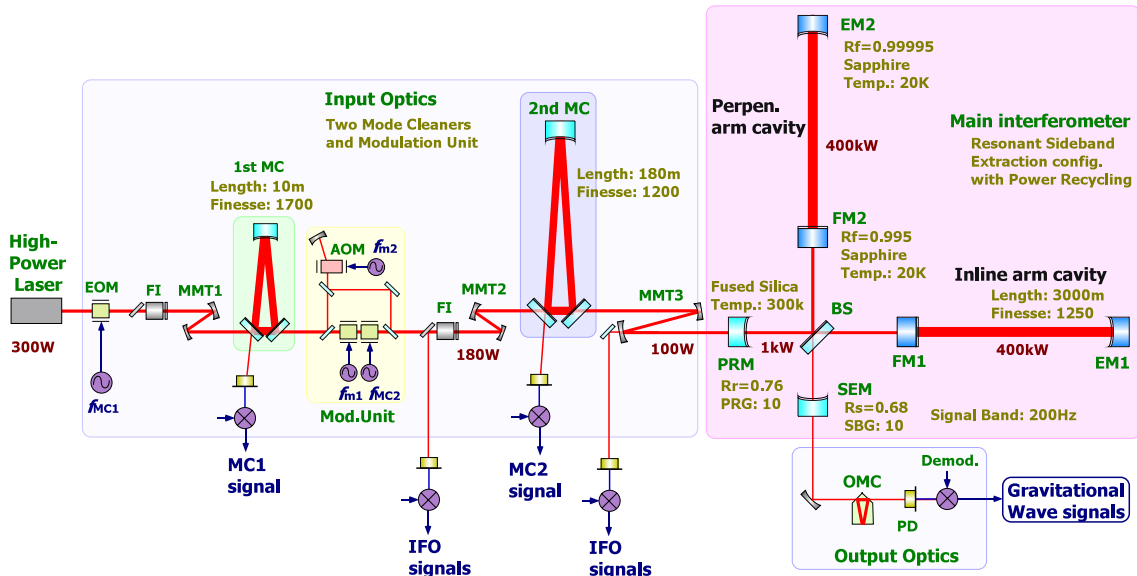 Input Optics
Two Mode Cleaners
and Modulation Unit
1st MC
Length: 10m
Finesse: 1700
2nd MC
Length: 180m
Finesse: 1200
High-
Power
Laser
300W
EOM
fMC1
FI
MMT1
AOM
fm2
fm1
fMC2
Mod.Unit
MC1
signal
FI
MMT2
180W
IFO
signals
MC2
signal
MMT3
100W
IFO
signals
EM2
Rf=0.99995
Sapphire
Temp.: 20K
Perpen.
arm cavity
400kW
Main interferometer
Resonant Sideband
Extraction config.
with Power Recycling
FM2
Rf=0.995
Sapphire
Temp.: 20K
Inline arm cavity
Length: 3000m
Finesse: 1250
Fused Silica
Temp.: 300k
BS
PRM
1kW
Rr=0.76
PRG: 10
FM1
400kW
EM1
SEM
Rs=0.68
SBG: 10
Signal Band: 200Hz
OMC
PD
Demod.
Gravitational
Wave signals
Output Optics